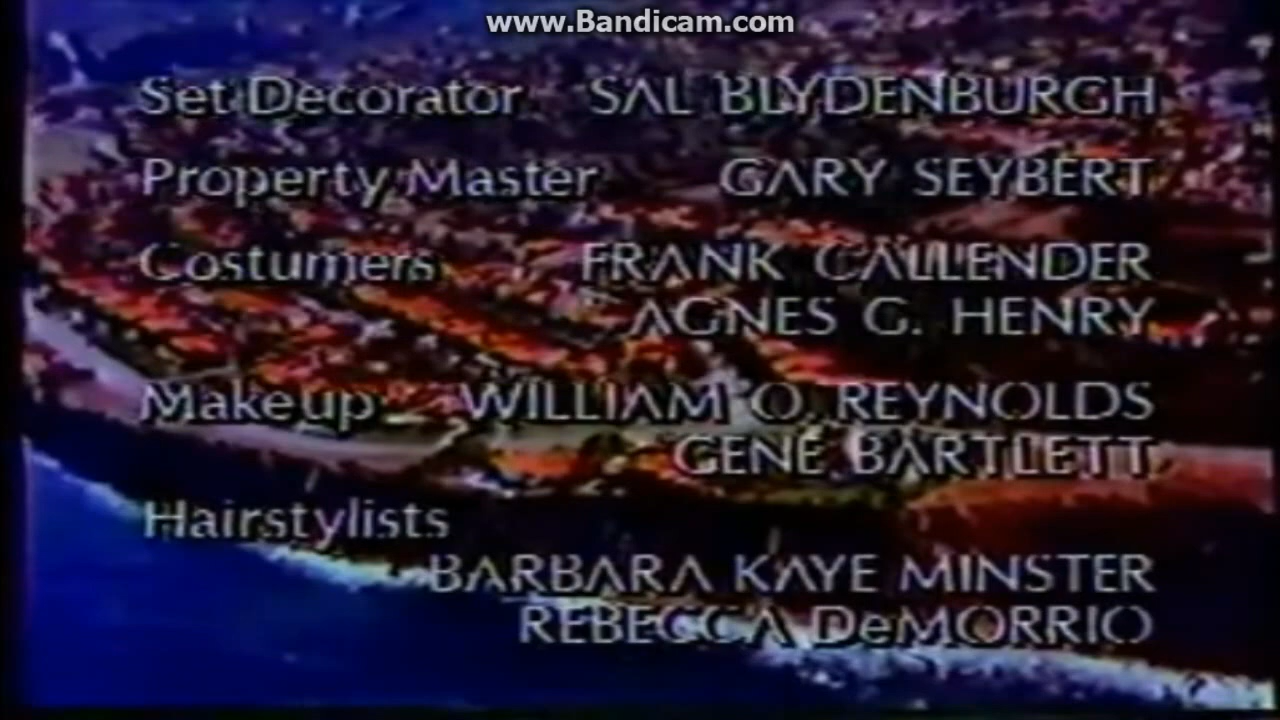 www.Bandicam.com
Set Decorator SAL BLYDENBURGH
Property Master GARY SEYBERT
Costumers FRANK CALLENDER
AGNES G. HENRY
Makeup WILLIAM O. REYNOLDS
GENE BARTLETT
Hairstylists
BARBARA KAYE MINSTER
REBECCA DeMORRIO